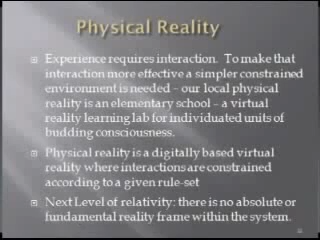 Physical Reality
Experience requires interaction. To make that
interaction more effective a simpler constrained
environment is needed – our local physical
reality is an elementary school – a virtual
reality learning lab for individuated units of
budding consciousness.
Physical reality is a digitally based virtual
reality where interactions are constrained
according to a given rule-set
Next Level of relativity: there is no absolute or
fundamental reality frame within the system.